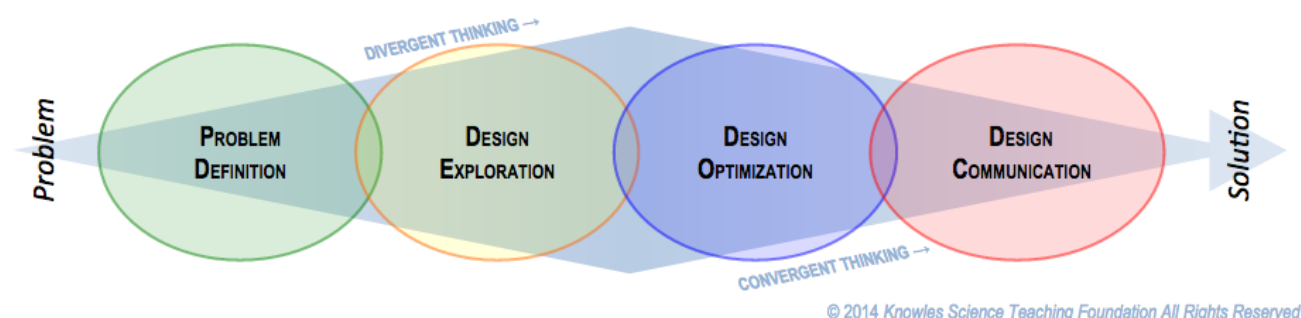 DIVERGENT THINKING →
Problem
PROBLEM
DEFINITION
DESIGN
EXPLORATION
DESIGN
OPTIMIZATION
DESIGN
COMMUNICATION
Solution
CONVERGENT THINKING →
© 2014 Knowles Science Teaching Foundation All Rights Reserved